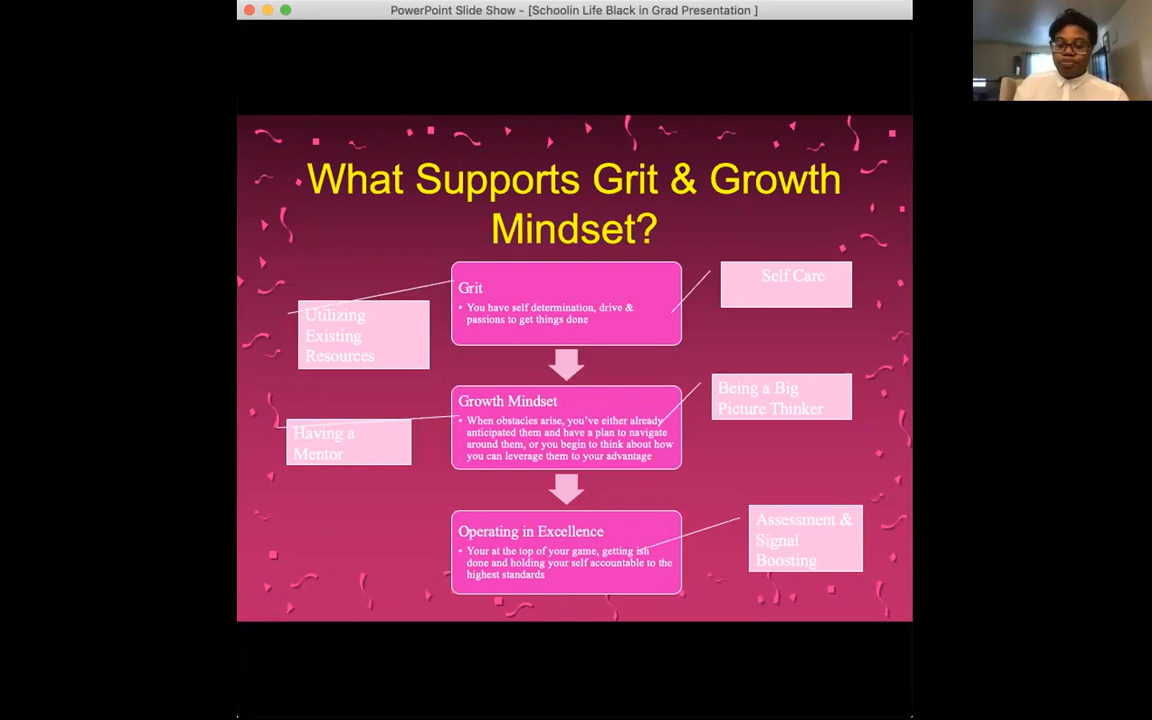 PowerPoint Slide Show - [Schoolin Life Black in Grad Presentation ]
What Supports Grit & Growth
Mindset?
Grit
• You have self determination, drive &
passions to get things done
Self Care
Utilizing
Existing
Resources
Growth Mindset
• When obstacles arise, you've either already
anticipated them and have a plan to navigate
around them, or you begin to think about how
you can leverage them to your advantage
Being a Big
Picture Thinker
Having a
Mentor
Operating in Excellence
• Your at the top of your game, getting ish
done and holding your self accountable to the
highest standards
Assessment &
Signal
Boosting